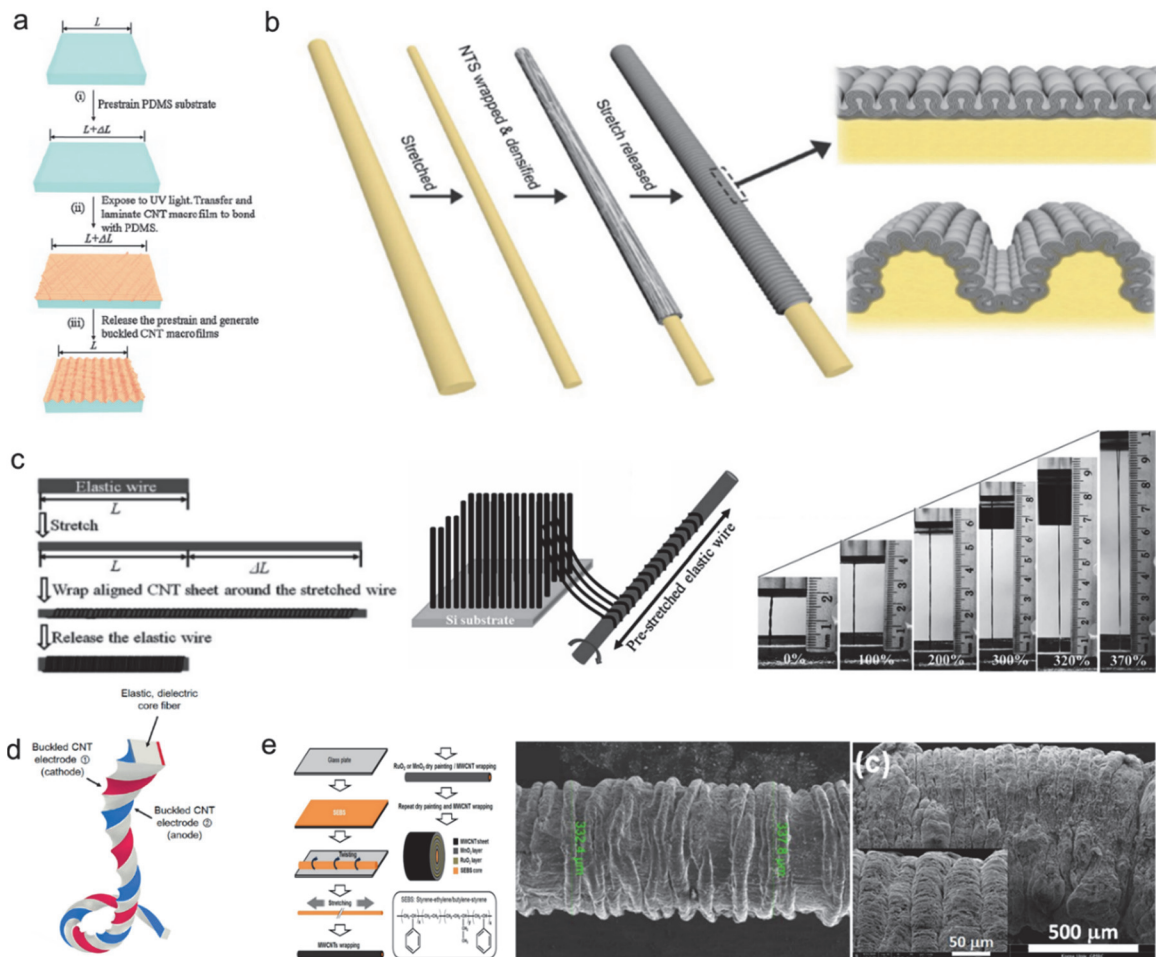 a
L
(i)
Prestrain PDMS substrate
L+ΔL
(ii)
Expose to UV light. Transfer and
laminate CNT macrofilm to bond
with PDMS.
L+ΔL
(iii)
Release the prestrain and generate
buckled CNT macrofilms
L
b
Stretched
NTS wrapped
& densified
Stretch released
c
Elastic wire
L
Stretch
L
ΔL
Wrap aligned CNT sheet around the stretched wire
Release the elastic wire
Si substrate
Pre-stretched elastic wire
0%
100%
200%
300%
320%
370%
d
Elastic, dielectric
core fiber
Buckled CNT
electrode ①
(cathode)
Buckled CNT
electrode ②
(anode)
e
Glass plate
SEBS
Twisting
Stretching
MWCNTs wrapping
RuO₂ or MnO₂ dry painting / MWCNT wrapping
Repeat dry painting and MWCNT wrapping
MWCNT sheet
MnO₂ layer
RuO₂ layer
SEBS core
SEBS: Styrene-ethylene/butylene-styrene
332.4 μm
(c)
50 μm
500 μm